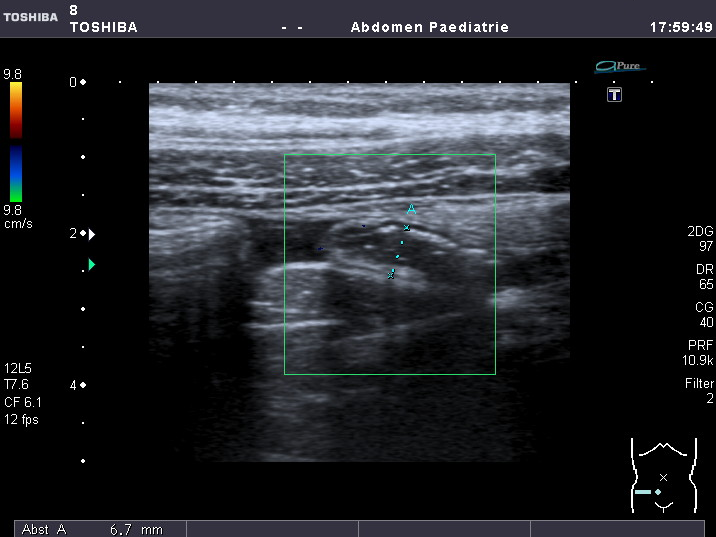 TOSHIBA
8
TOSHIBA - - Abdomen Paediatrie 17:59:49
9.8
9.8
cm/s
0
2
4
Pure
T
A
2DG
97
DR
65
CG
40
PRF
10.9k
Filter
2
12L5
T7.6
CF 6.1
12 fps
Abst A 6.7 mm